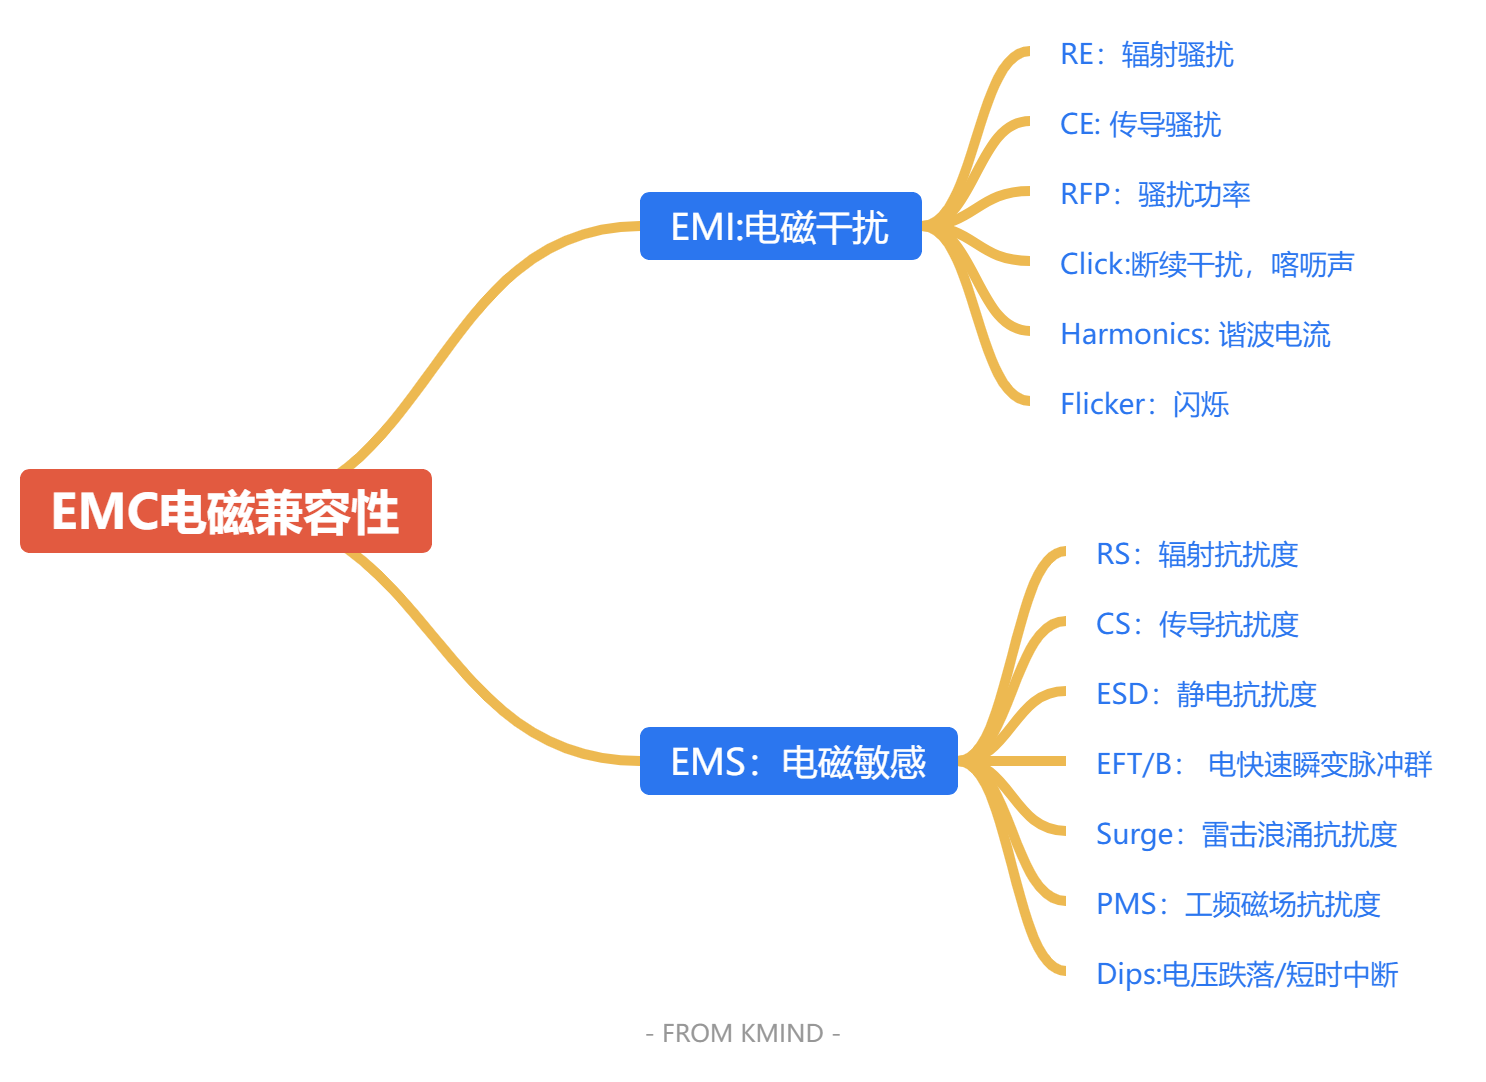 EMC电磁兼容性
EMI:电磁干扰
RE：辐射骚扰
CE: 传导骚扰
RFP：骚扰功率
Click:断续干扰，喀呖声
Harmonics: 谐波电流
Flicker：闪烁
EMS：电磁敏感
RS：辐射抗扰度
CS：传导抗扰度
ESD：静电抗扰度
EFT/B： 电快速瞬变脉冲群
Surge：雷击浪涌抗扰度
PMS：工频磁场抗扰度
Dips:电压跌落/短时中断
- FROM KMIND -